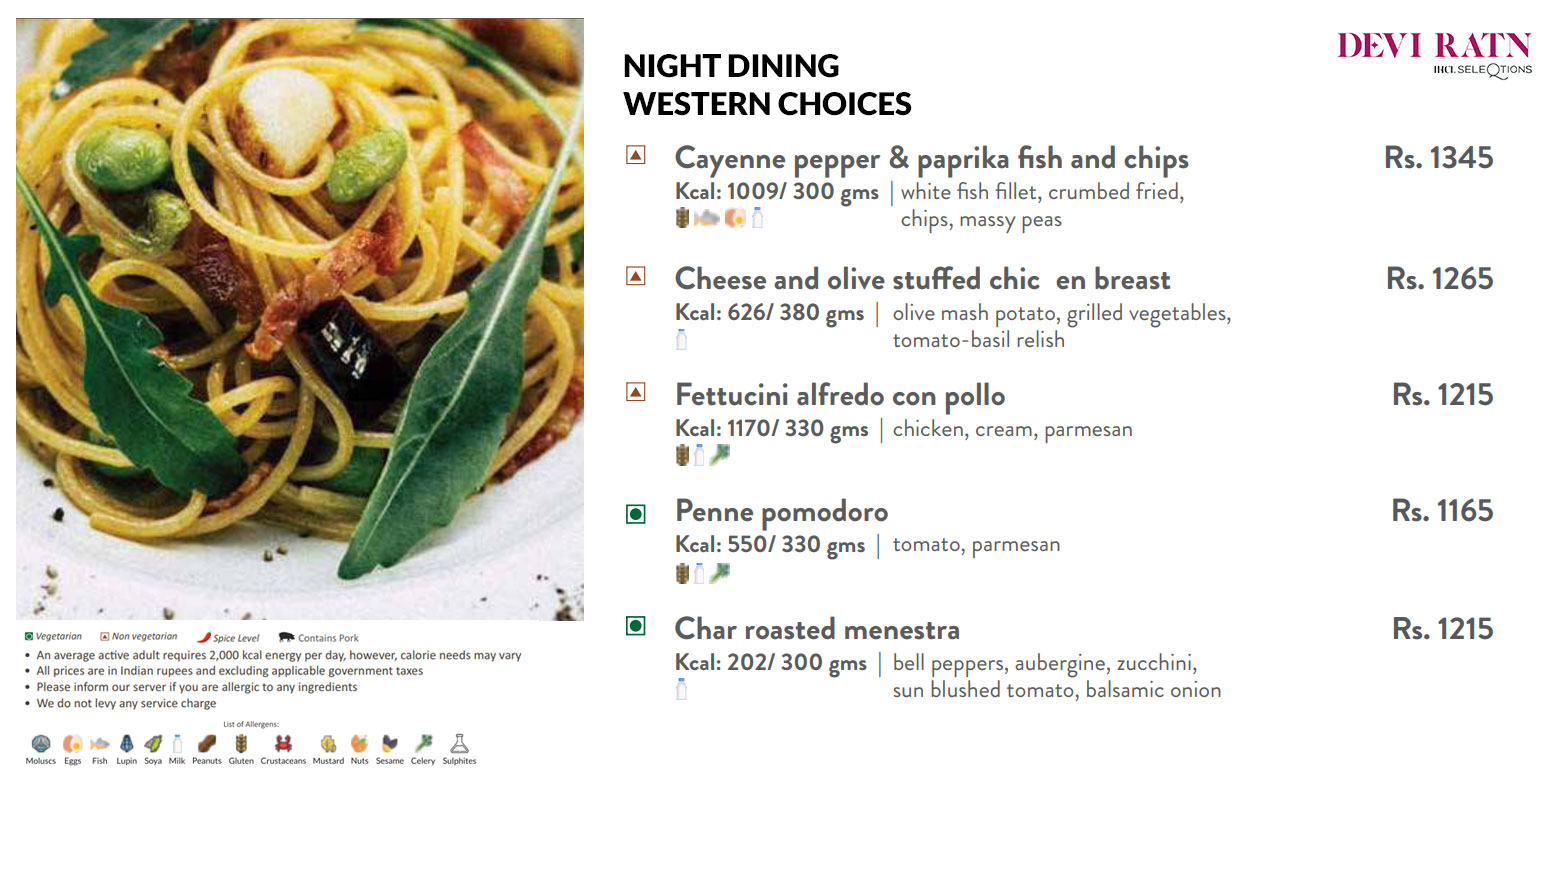 DEVI RATN
IHCL SELEQTIONS
NIGHT DINING
WESTERN CHOICES
Cayenne pepper & paprika fish and chips Rs. 1345
Kcal: 1009/ 300 gms | white fish fillet, crumbed fried,
chips, massy peas
Cheese and olive stuffed chic en breast Rs. 1265
Kcal: 626/ 380 gms | olive mash potato, grilled vegetables,
tomato-basil relish
Fettucini alfredo con pollo Rs. 1215
Kcal: 1170/ 330 gms | chicken, cream, parmesan
Penne pomodoro Rs. 1165
Kcal: 550/ 330 gms | tomato, parmesan
Char roasted menestra Rs. 1215
Kcal: 202/ 300 gms | bell peppers, aubergine, zucchini,
sun blushed tomato, balsamic onion
Vegetarian Non vegetarian Spice Level Contains Pork
• An average active adult requires 2,000 kcal energy per day, however, calorie needs may vary
• All prices are in Indian rupees and excluding applicable government taxes
• Please inform our server if you are allergic to any ingredients
• We do not levy any service charge
List of Allergens:
Moluscs Eggs Fish Lupin Soya Milk Peanuts Gluten Crustaceans Mustard Nuts Sesame Celery Sulphites